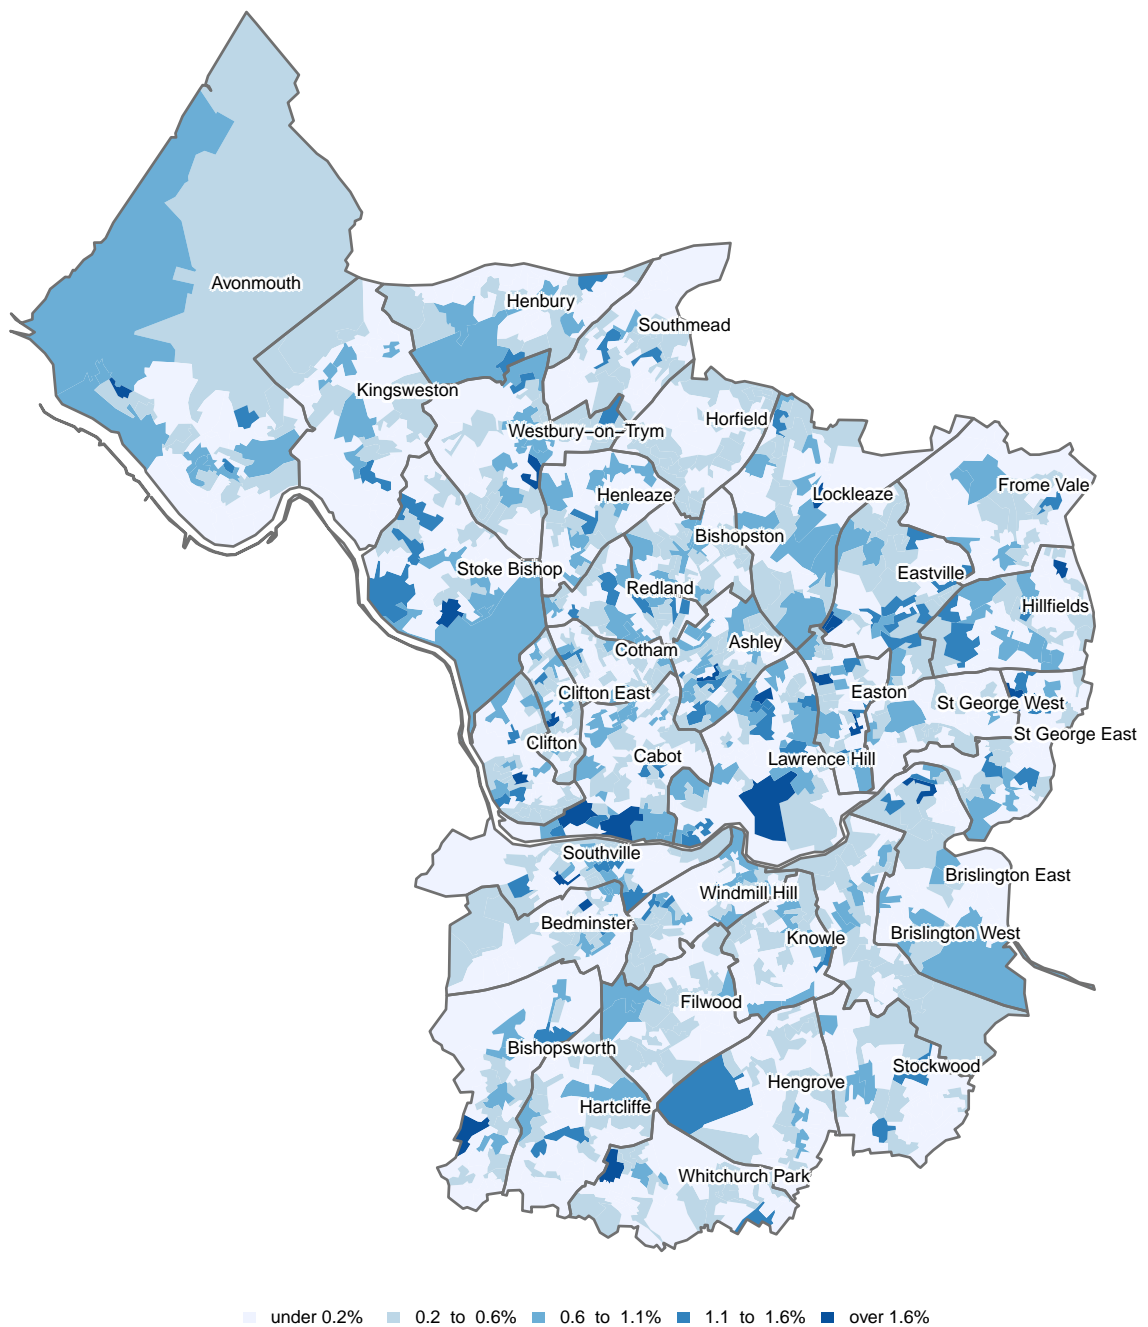 Avonmouth
Henbury
Southmead
Kingsweston
Horfield
Westbury−on−Trym
Frome Vale
Henleaze
Lockleaze
Bishopston
Stoke Bishop
Eastville
Redland
Hillfields
Ashley
Cotham
Clifton East
Easton
St George West
St George East
Clifton
Cabot
Lawrence Hill
Southville
Brislington East
Windmill Hill
Bedminster
Brislington West
Knowle
Filwood
Bishopsworth
Stockwood
Hengrove
Hartcliffe
Whitchurch Park
under 0.2% 0.2 to 0.6% 0.6 to 1.1% 1.1 to 1.6% over 1.6%